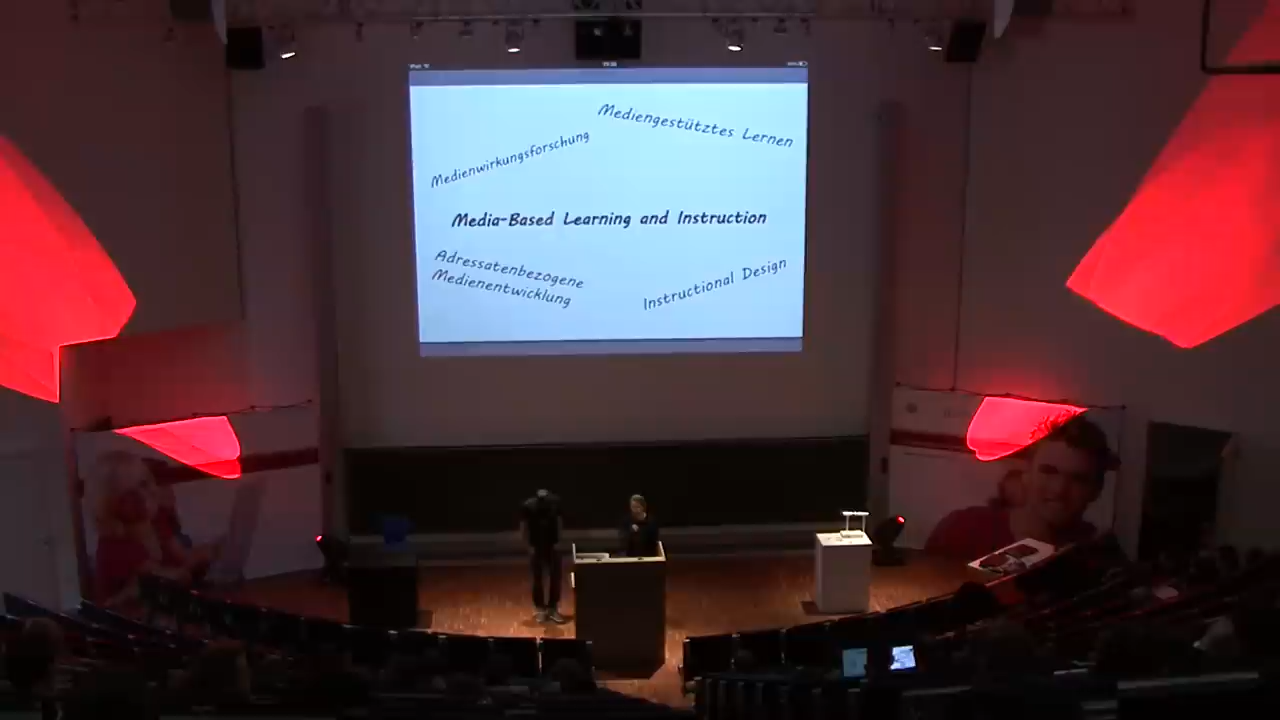 Mediengestütztes Lernen
Medienwirkungsforschung
Media-Based Learning and Instruction
Adressatenbezogene
Medienentwicklung
Instructional Design